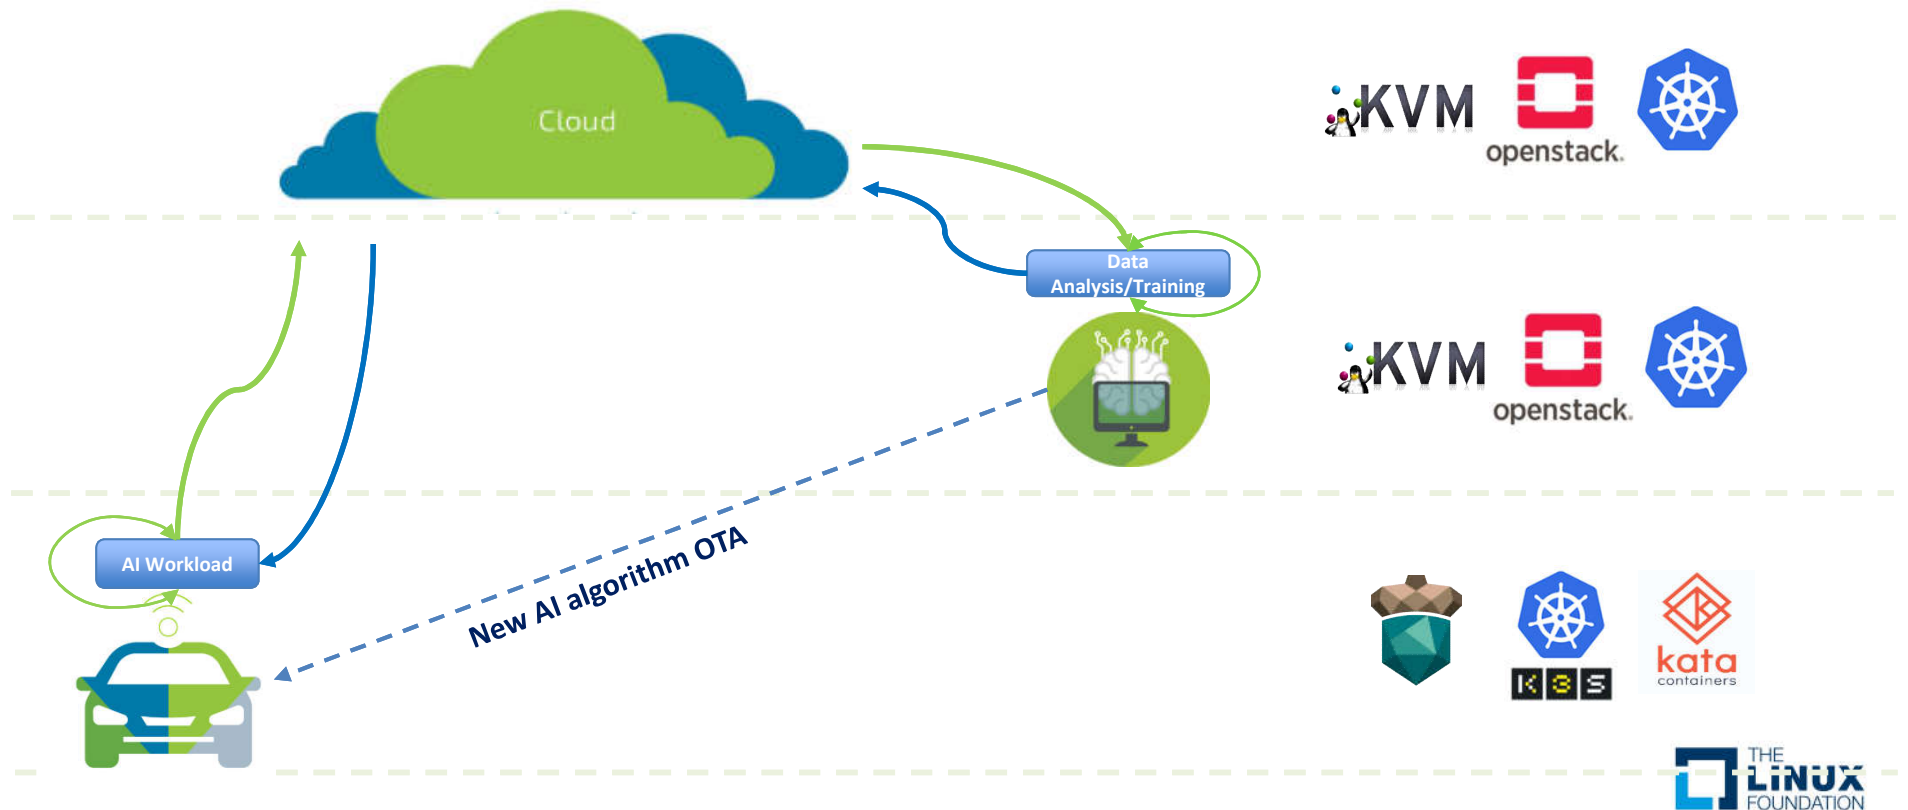 Cloud
KVM
openstack.
Data
Analysis/Training
KVM
openstack.
New AI algorithm OTA
AI Workload
K3S
kata
containers
THE
LINUX
FOUNDATION